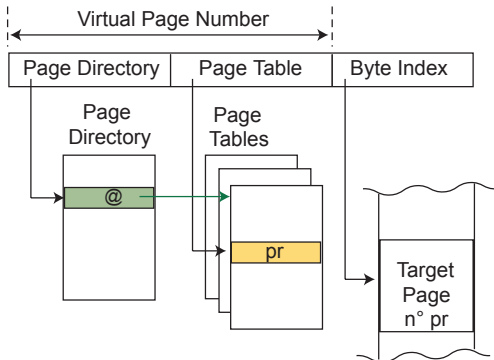 Virtual Page Number
Page Directory Page Table Byte Index
Page
Directory
Page
Tables
@
pr
Target
Page
n° pr